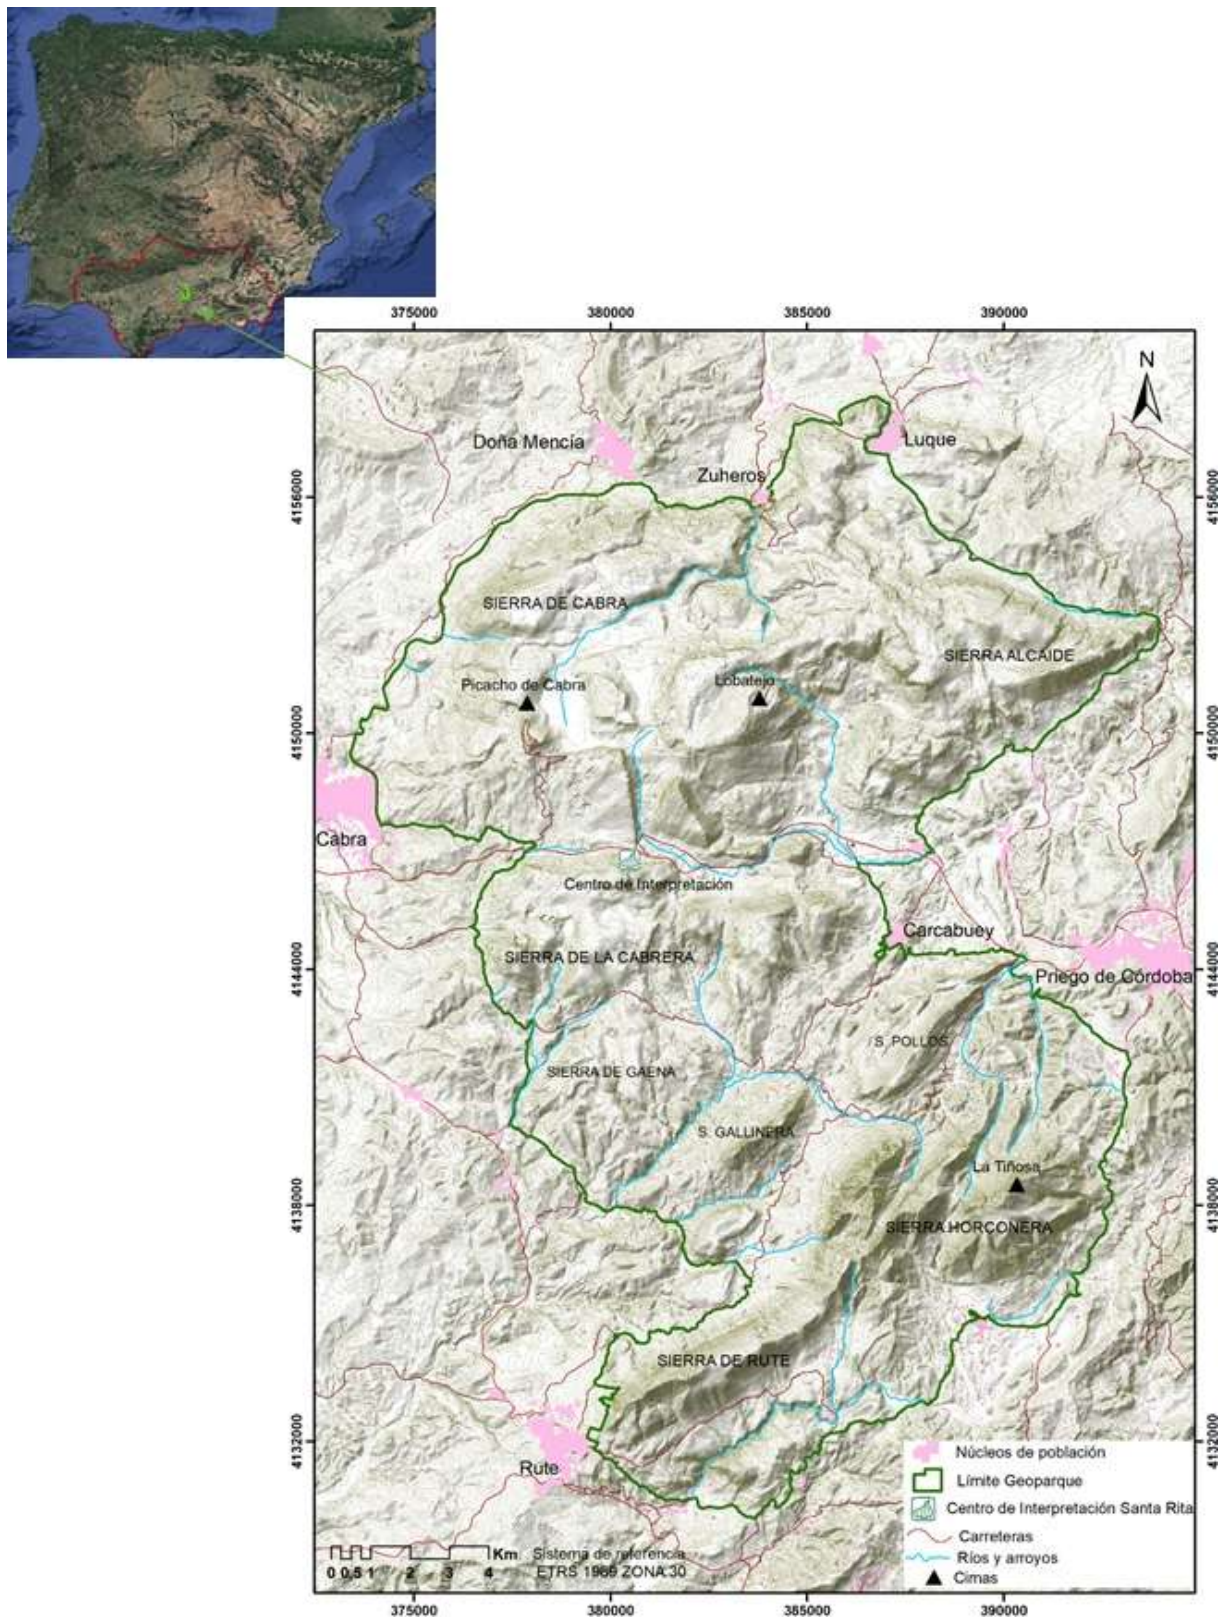 375000 380000 385000 390000
N
Doña Mencía
Luque
Zuheros
4156000 4156000
SIERRA DE CABRA
SIERRA ALCAIDE
Picacho de Cabra
Lobatejo
4150000 4150000
Cabra
Centro de Interpretación
Carcabuey
SIERRA DE LA CABRERA
4144000 4144000
Priego de Córdoba
S. POLLOS
SIERRA DE GAENA
S. GALLINERA
La Tiñosa
4138000 4138000
SIERRA HORCONERA
SIERRA DE RUTE
4132000 4132000
Rute
Núcleos de población
Límite Geoparque
Centro de Interpretación Santa Rita
Carreteras
Ríos y arroyos
Cimas
Km
0 0,5 1 2 3 4
Sistema de referencia
ETRS 1989 ZONA 30
375000 380000 385000 390000